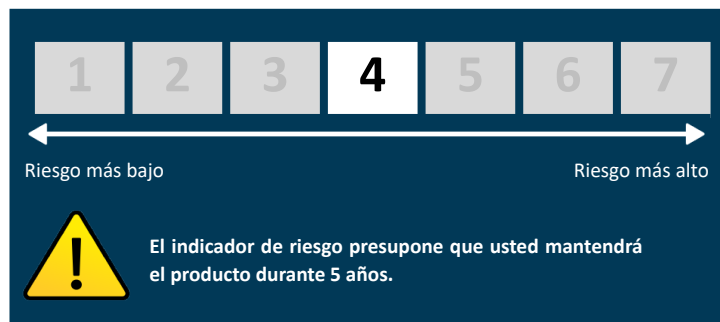 1 2 3 4 5 6 7
Riesgo más bajo Riesgo más alto
!
El indicador de riesgo presupone que usted mantendrá
el producto durante 5 años.